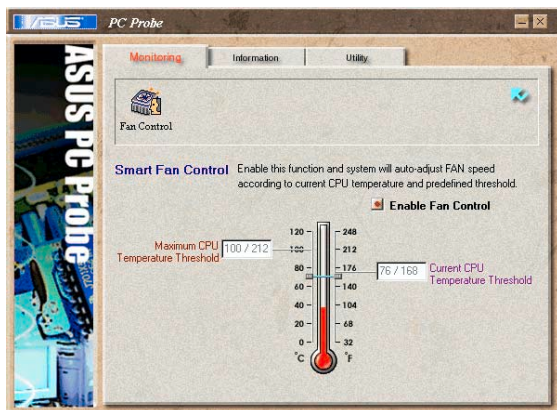 ASUS PC Probe
Monitoring Information Utility
ASUS PC Probe
Fan Control
Smart Fan Control Enable this function and system will auto-adjust FAN speed
according to current CPU temperature and predefined threshold.
Enable Fan Control
Maximum CPU
Temperature Threshold
100 / 212
120 248
100 212
80 176
60 140
40 104
20 68
0 32
°C °F
76 / 168
Current CPU
Temperature Threshold